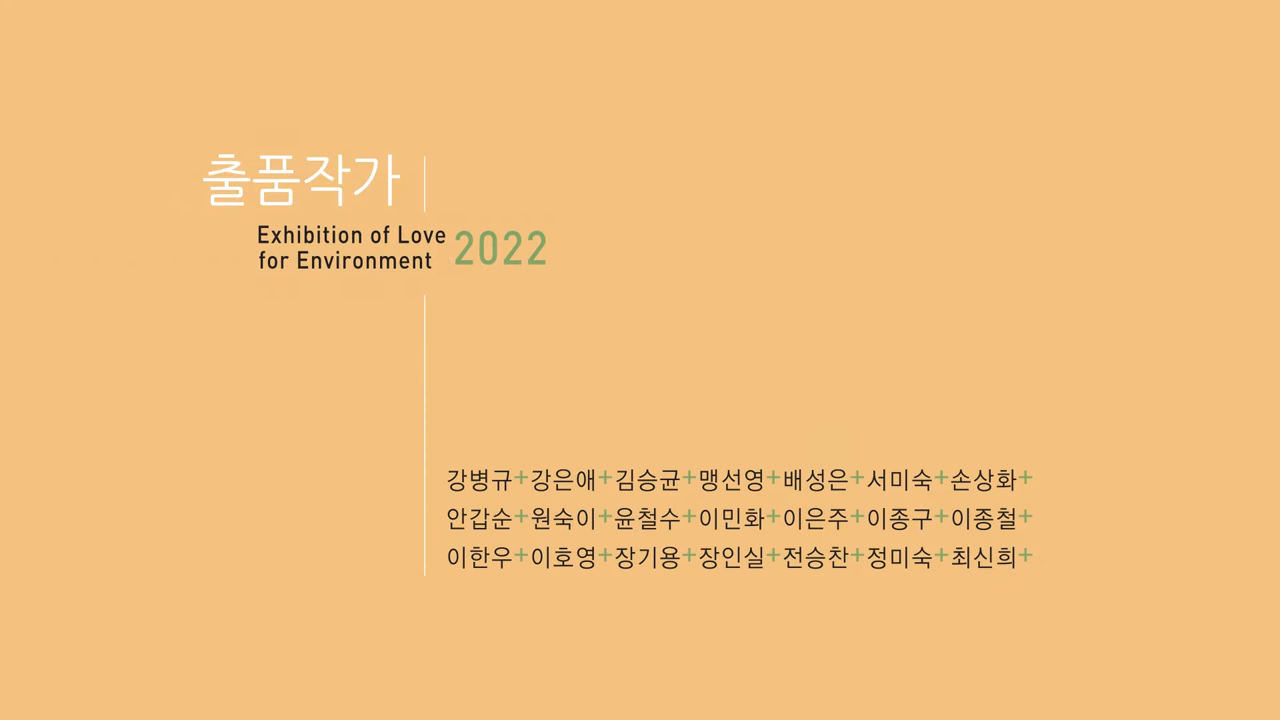 출품작가
Exhibition of Love
for Environment
2022
강병규+강은애+김승균+맹선영+배성은+서미숙+손상화+
안갑순+원숙이+윤철수+이민화+이은주+이종구+이종철+
이한우+이호영+장기용+장인실+전승찬+정미숙+최신희+